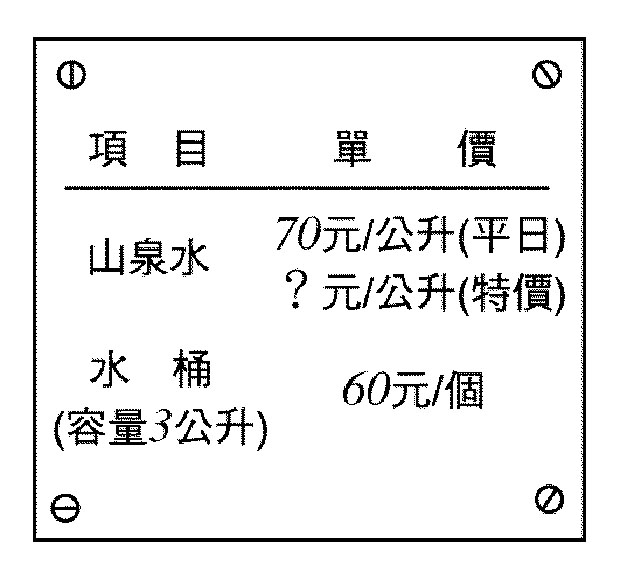 項 目 單 價
山泉水 70元/公升(平日)
? 元/公升(特價)
水 桶 60元/個
(容量3公升)